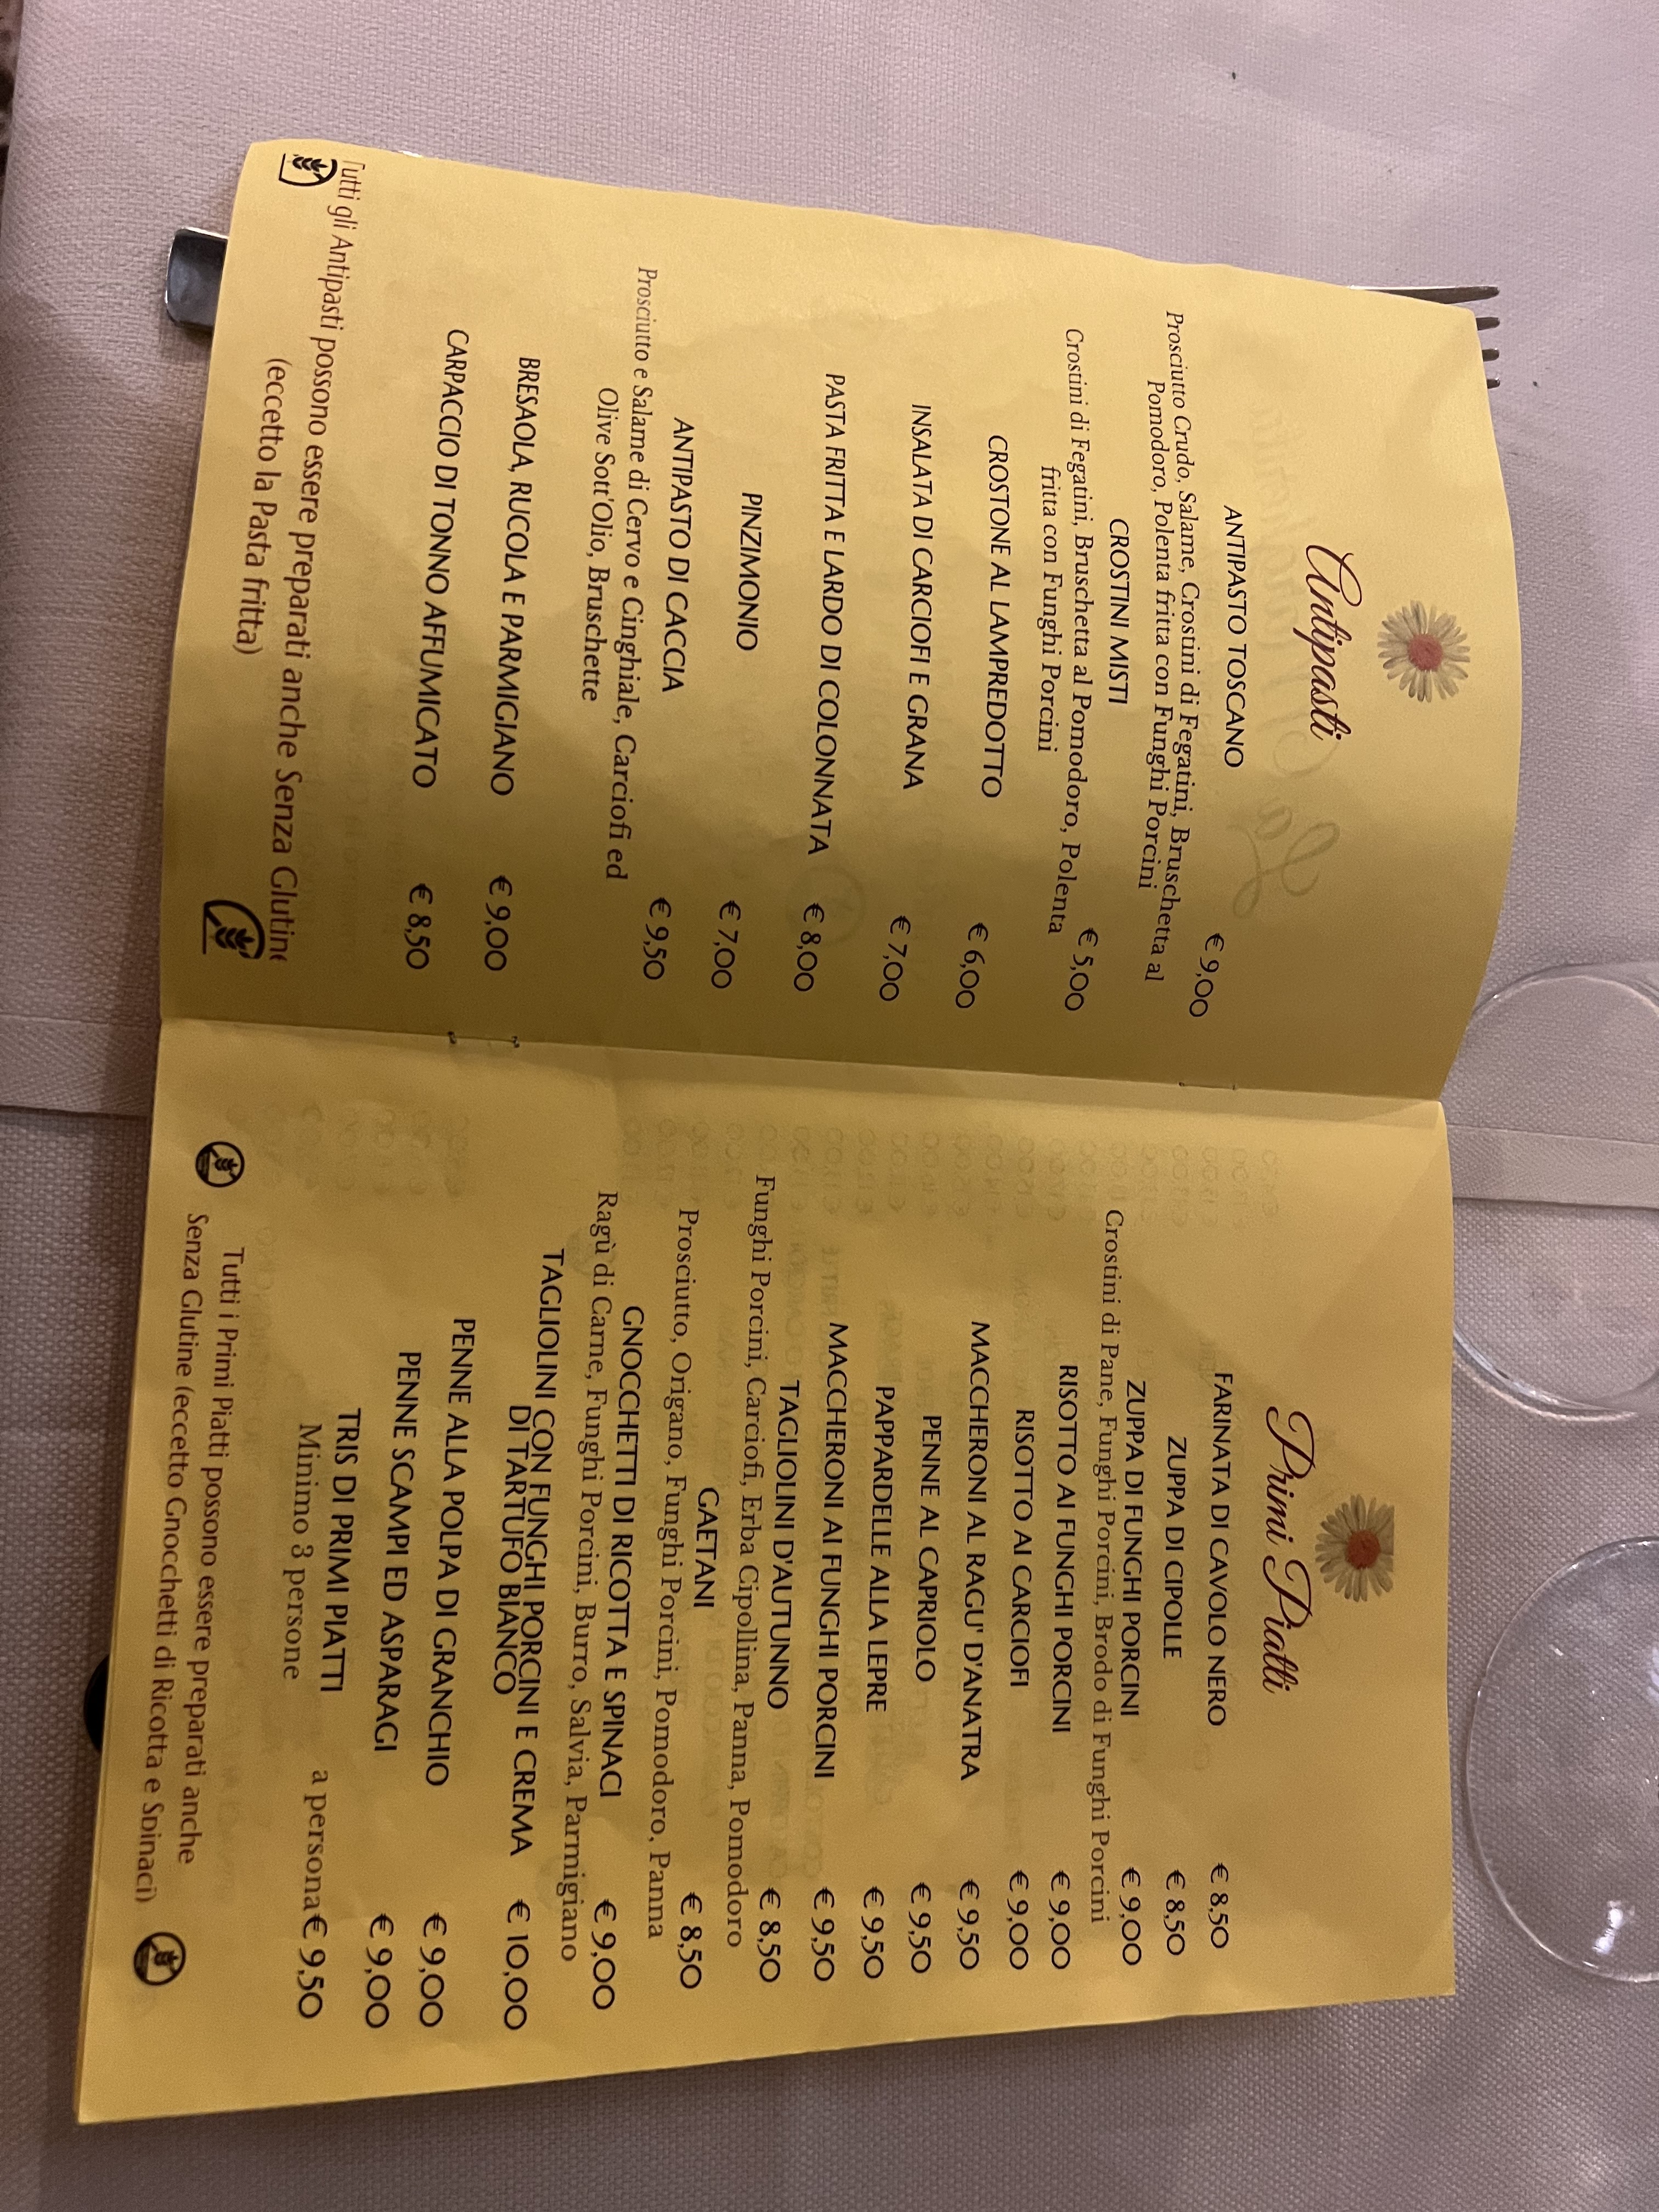 Antipasti
ANTIPASTO TOSCANO € 9,00
Prosciutto Crudo, Salame, Crostini di Fegatini, Bruschetta al
Pomodoro, Polenta fritta con Funghi Porcini
CROSTINI MISTI € 5,00
Crostini di Fegatini, Bruschetta al Pomodoro, Polenta
fritta con Funghi Porcini
CROSTONE AL LAMPREDOTTO € 6,00
INSALATA DI CARCIOFI E GRANA € 7,00
PASTA FRITTA E LARDO DI COLONNATA € 8,00
PINZIMONIO € 7,00
ANTIPASTO DI CACCIA € 9,50
Prosciutto e Salame di Cervo e Cinghiale, Carciofi ed
Olive Sott'Olio, Bruschette
BRESAOLA, RUCOLA E PARMIGIANO € 9,00
CARPACCIO DI TONNO AFFUMICATO € 8,50
Tutti gli Antipasti possono essere preparati anche Senza Glutine
(eccetto la Pasta fritta)
Primi Piatti
FARINATA DI CAVOLO NERO € 8,50
ZUPPA DI CIPOLLE € 8,50
ZUPPA DI FUNGHI PORCINI € 9,00
Crostini di Pane, Funghi Porcini, Brodo di Funghi Porcini
RISOTTO AI FUNGHI PORCINI € 9,00
RISOTTO AI CARCIOFI € 9,00
MACCHERONI AL RAGU' D'ANATRA € 9,50
PENNE AL CAPRIOLO € 9,50
PAPPARDELLE ALLA LEPRE € 9,50
MACCHERONI AI FUNGHI PORCINI € 9,50
TAGLIOLINI D'AUTUNNO € 8,50
Funghi Porcini, Carciofi, Erba Cipollina, Panna, Pomodoro
GAETANI € 8,50
Prosciutto, Origano, Funghi Porcini, Pomodoro, Panna
GNOCCHETTI DI RICOTTA E SPINACI € 9,00
Ragù di Carne, Funghi Porcini, Burro, Salvia, Parmigiano
TAGLIOLINI CON FUNGHI PORCINI E CREMA
DI TARTUFO BIANCO € 10,00
PENNE ALLA POLPA DI GRANCHIO € 9,00
PENNE SCAMPI ED ASPARAGI € 9,00
TRIS DI PRIMI PIATTI
Minimo 3 persone a persona € 9,50
Tutti i Primi Piatti possono essere preparati anche
Senza Glutine (eccetto Gnocchetti di Ricotta e Spinaci)